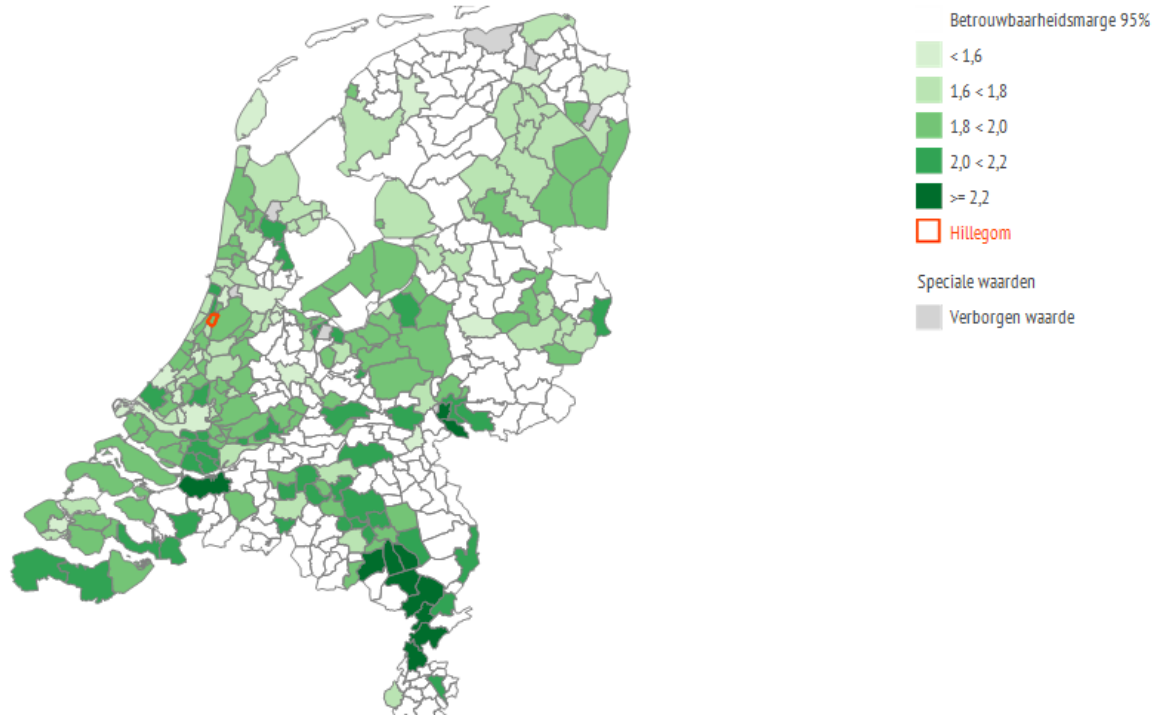 Betrouwbaarheidsmarge 95%
< 1,6
1,6 < 1,8
1,8 < 2,0
2,0 < 2,2
>= 2,2
Hillegom
Speciale waarden
Verborgen waarde